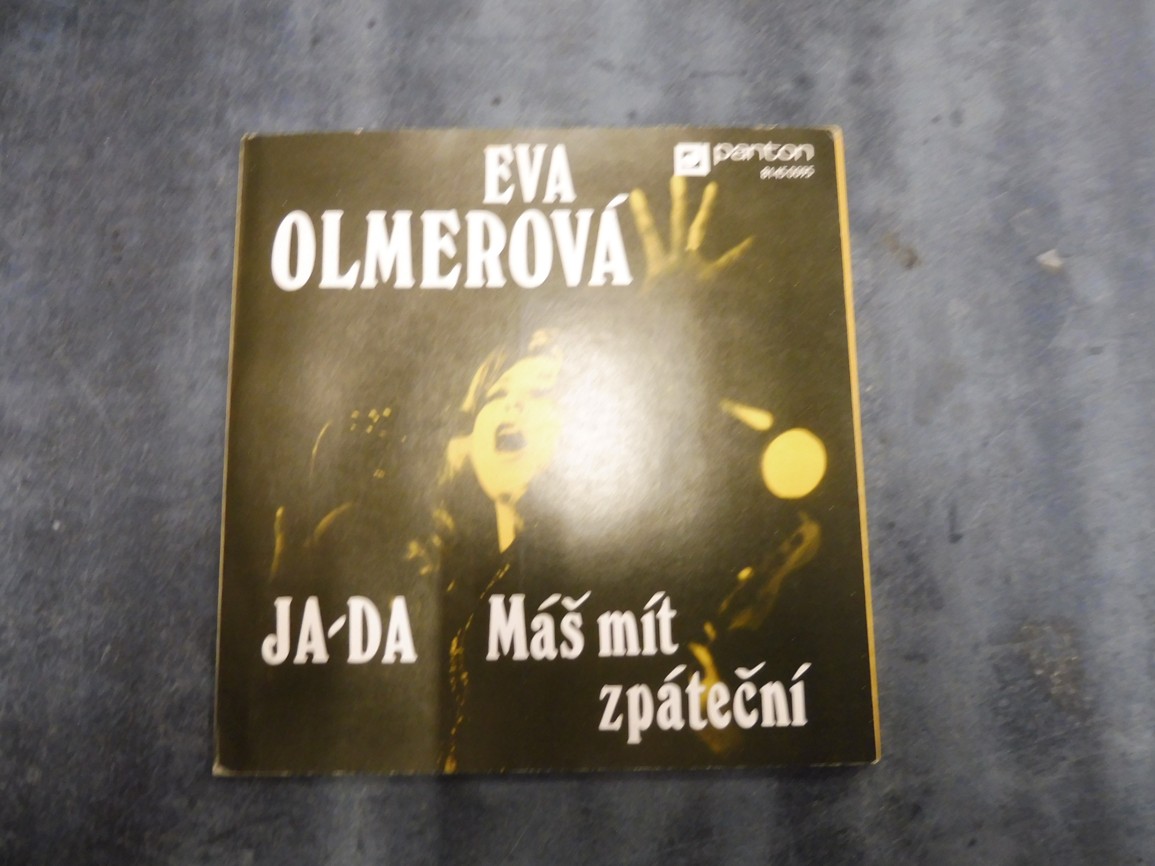 EVA
OLMEROVÁ
panton
JA-DA
Máš mít
zpáteční